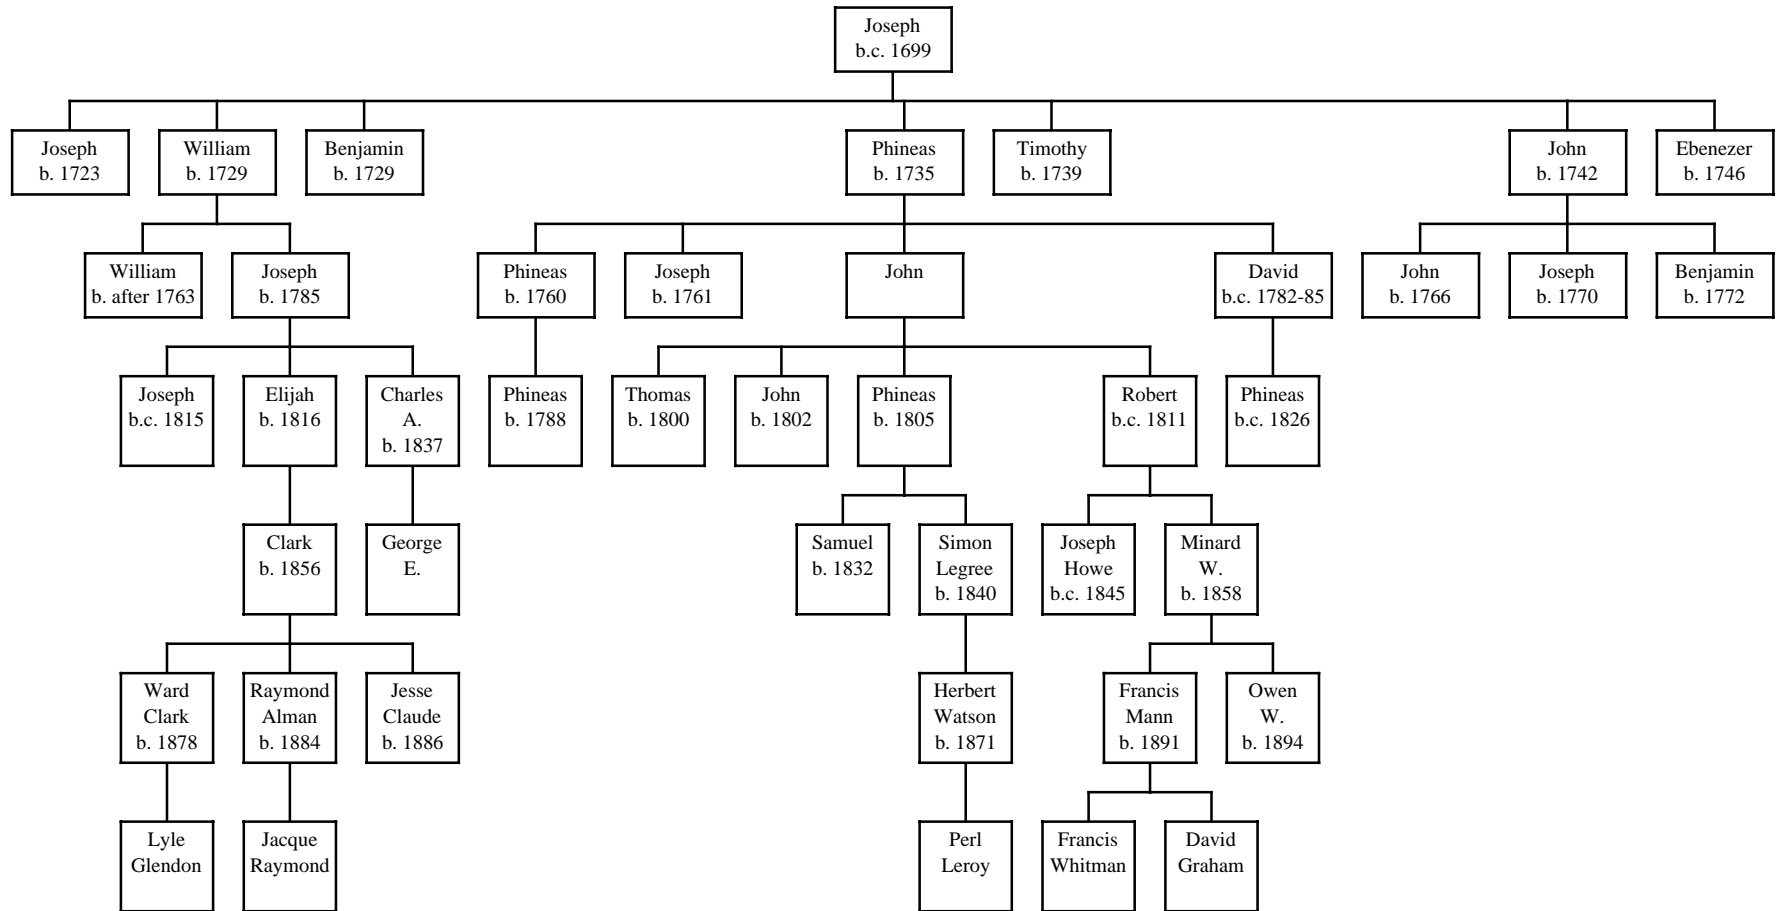 Joseph
b.c. 1699
Joseph
b. 1723
William
b. 1729
Benjamin
b. 1729
Phineas
b. 1735
Timothy
b. 1739
John
b. 1742
Ebenezer
b. 1746
William
b. after 1763
Joseph
b. 1785
Phineas
b. 1760
Joseph
b. 1761
John
David
b.c. 1782-85
John
b. 1766
Joseph
b. 1770
Benjamin
b. 1772
Joseph
b.c. 1815
Elijah
b. 1816
Charles
A.
b. 1837
Phineas
b. 1788
Thomas
b. 1800
John
b. 1802
Phineas
b. 1805
Robert
b.c. 1811
Phineas
b.c. 1826
Clark
b. 1856
George
E.
Samuel
b. 1832
Simon
Legree
b. 1840
Joseph
Howe
b.c. 1845
Minard
W.
b. 1858
Ward
Clark
b. 1878
Raymond
Alman
b. 1884
Jesse
Claude
b. 1886
Herbert
Watson
b. 1871
Francis
Mann
b. 1891
Owen
W.
b. 1894
Lyle
Glendon
Jacque
Raymond
Perl
Leroy
Francis
Whitman
David
Graham